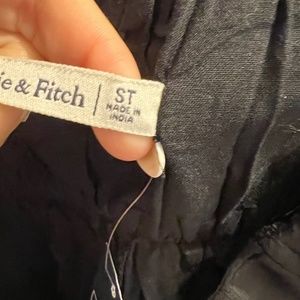 ie & Fitch | ST
MADE IN
INDIA